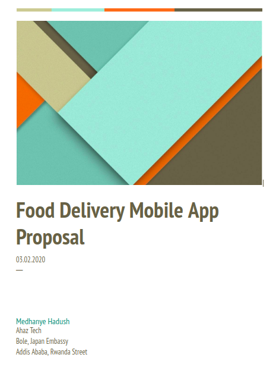 Food Delivery Mobile App
Proposal
03.02.2020
Medhanye Hadush
Ahaz Tech
Bole, Japan Embassy
Addis Ababa, Rwanda Street